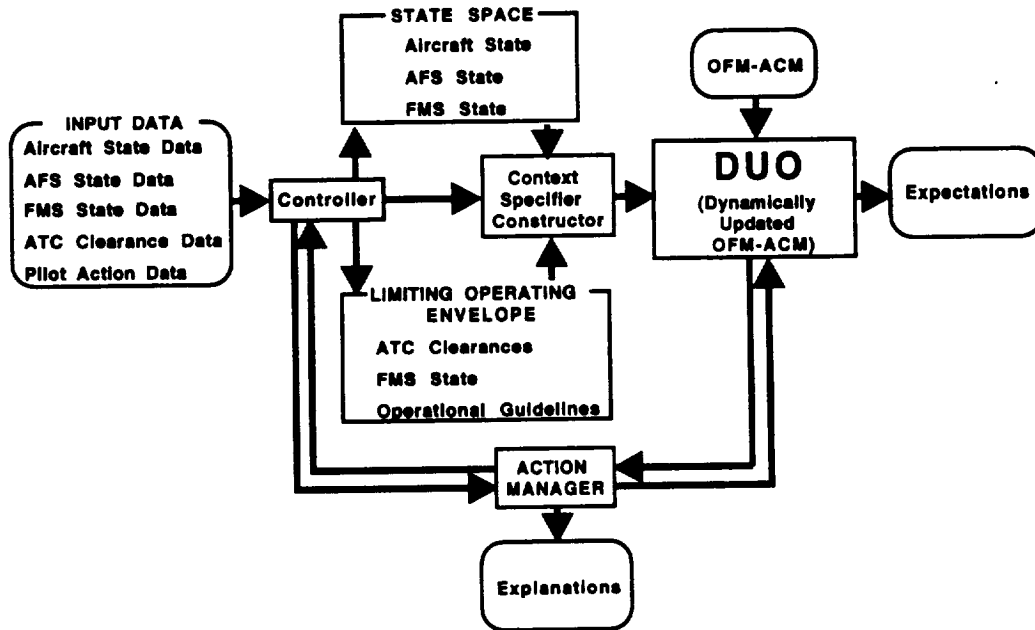 STATE SPACE
Aircraft State
AFS State
FMS State
OFM-ACM
INPUT DATA
Aircraft State Data
AFS State Data
FMS State Data
ATC Clearance Data
Pilot Action Data
Controller
Context
Specifier
Constructor
DUO
(Dynamically
Updated
OFM-ACM)
Expectations
LIMITING OPERATING
ENVELOPE
ATC Clearances
FMS State
Operational Guidelines
ACTION
MANAGER
Explanations